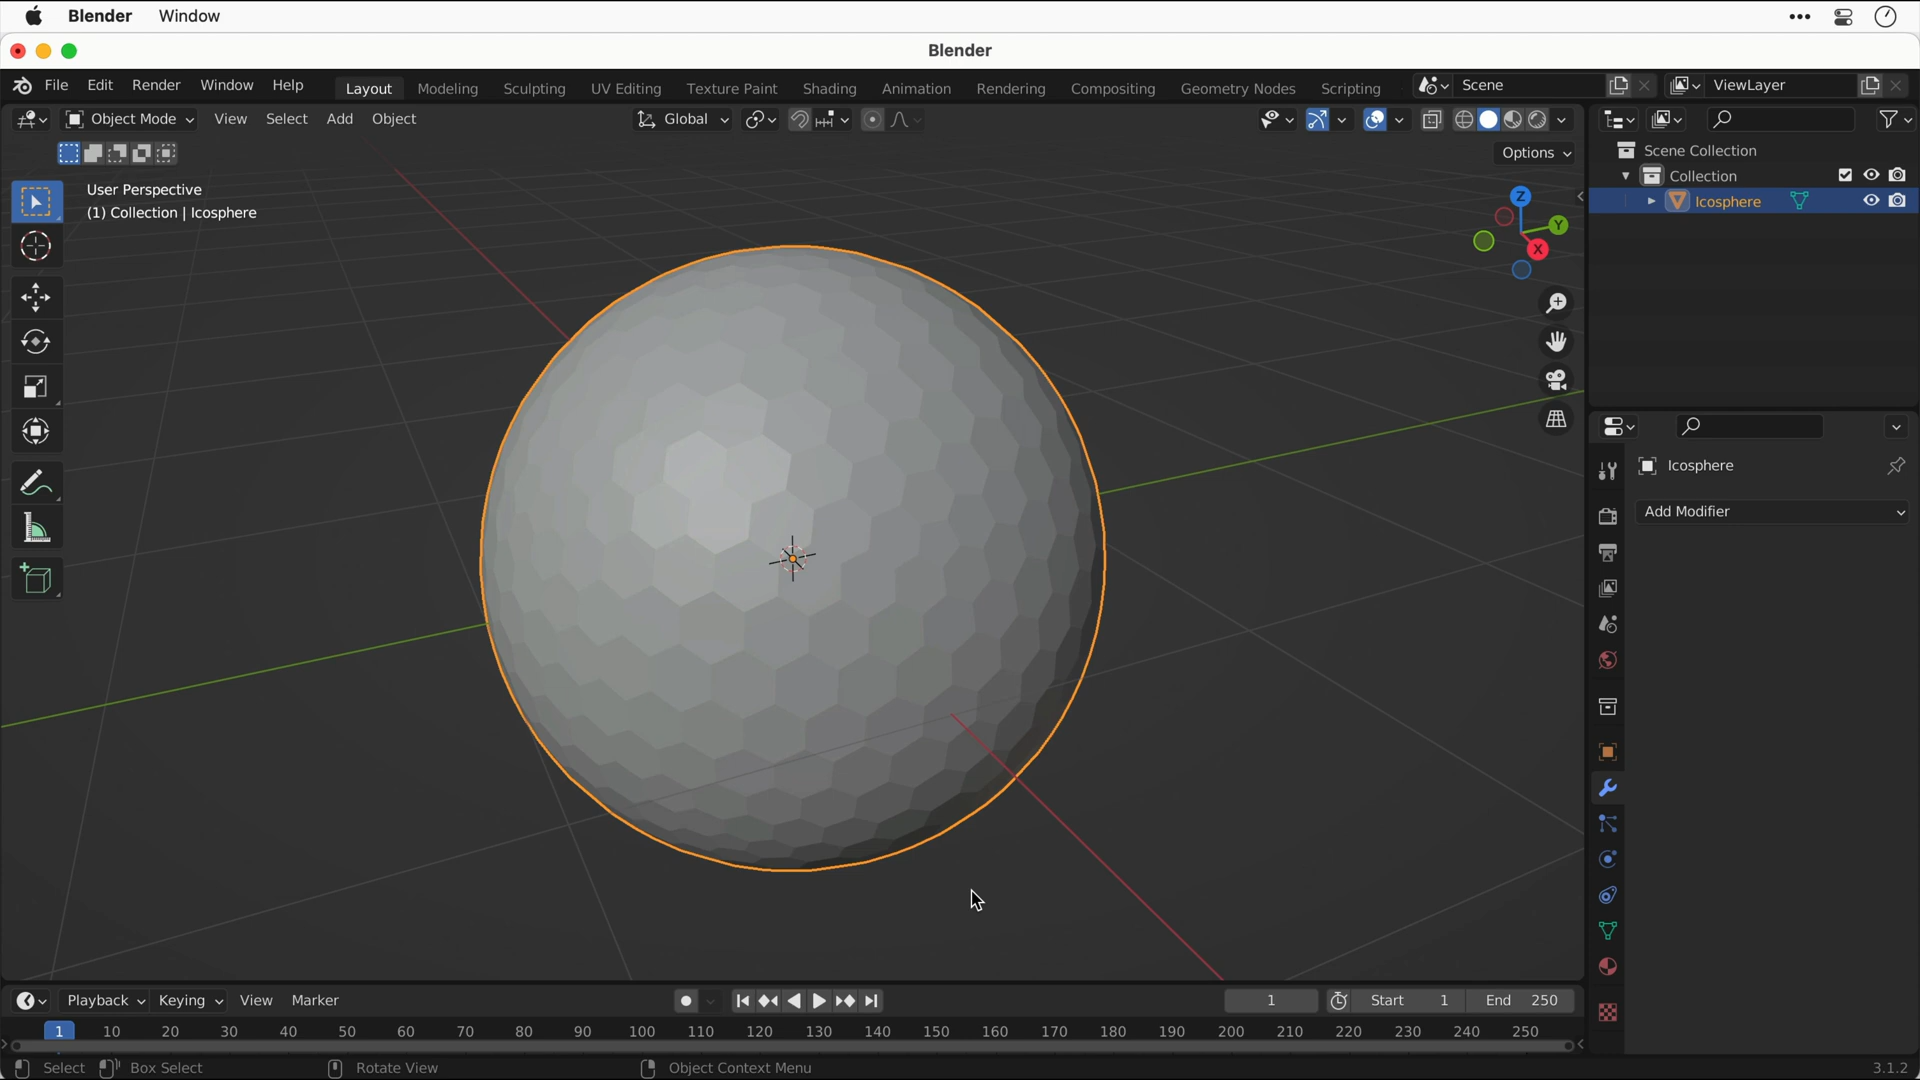 Blender Window
Blender
File Edit Render Window Help Layout Modeling Sculpting UV Editing Texture Paint Shading Animation Rendering Compositing Geometry Nodes Scripting Scene ViewLayer
Object Mode View Select Add Object Global
Options
User Perspective
(1) Collection | Icosphere
Z
Y
X
Scene Collection
Collection
Icosphere
Icosphere
Add Modifier
Playback Keying View Marker 1 Start 1 End 250
1 10 20 30 40 50 60 70 80 90 100 110 120 130 140 150 160 170 180 190 200 210 220 230 240 250
Select Box Select Rotate View Object Context Menu 3.1.2